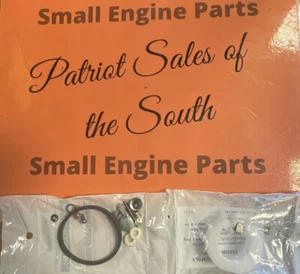 Small Engine Parts
Patriot Sales of
the South
Small Engine Parts